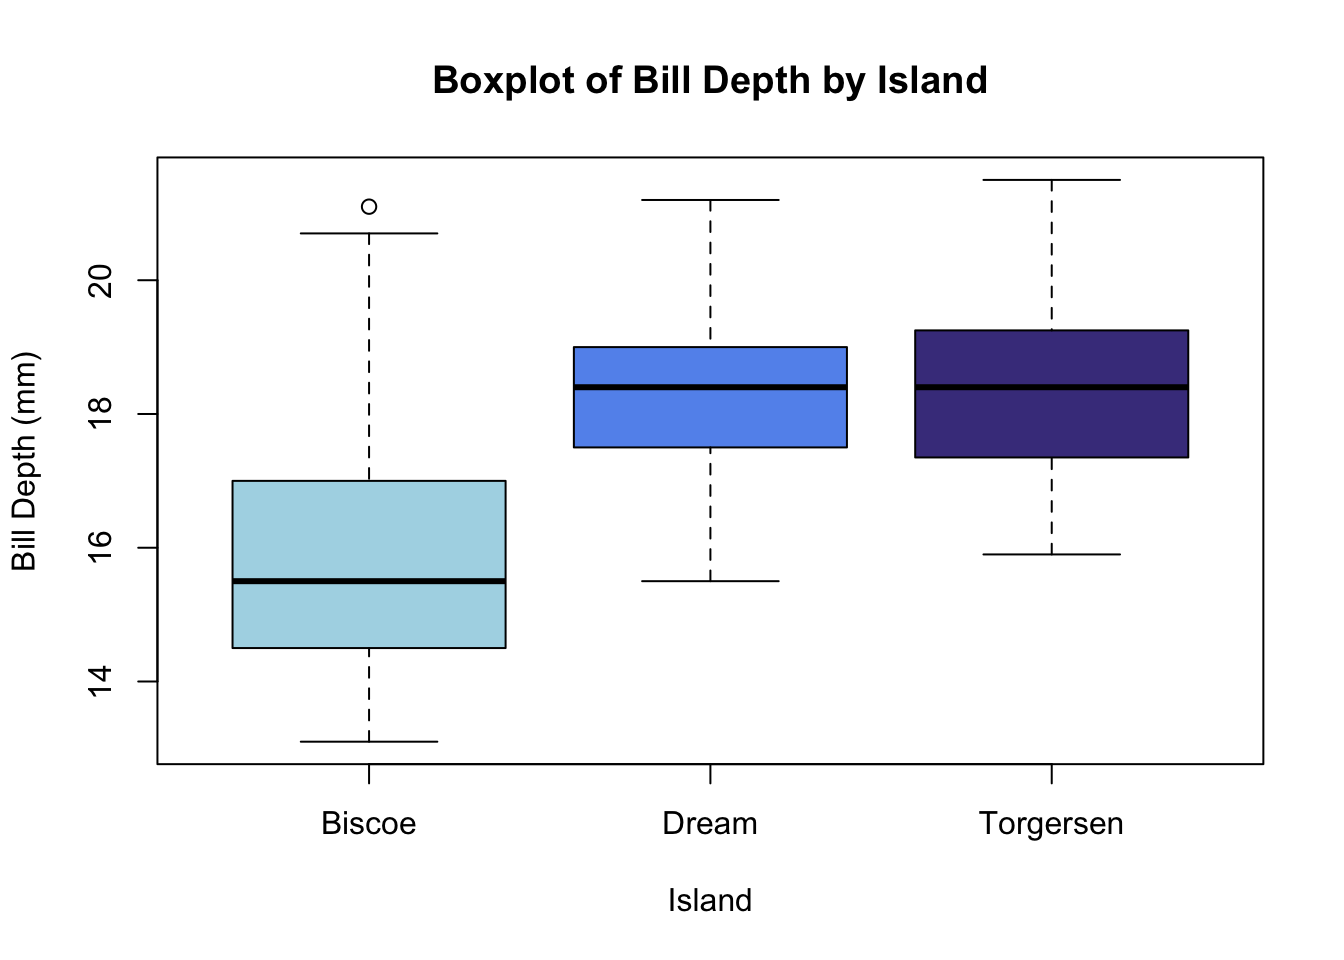 Boxplot of Bill Depth by Island
Bill Depth (mm)
20
18
16
14
Biscoe
Dream
Torgersen
Island